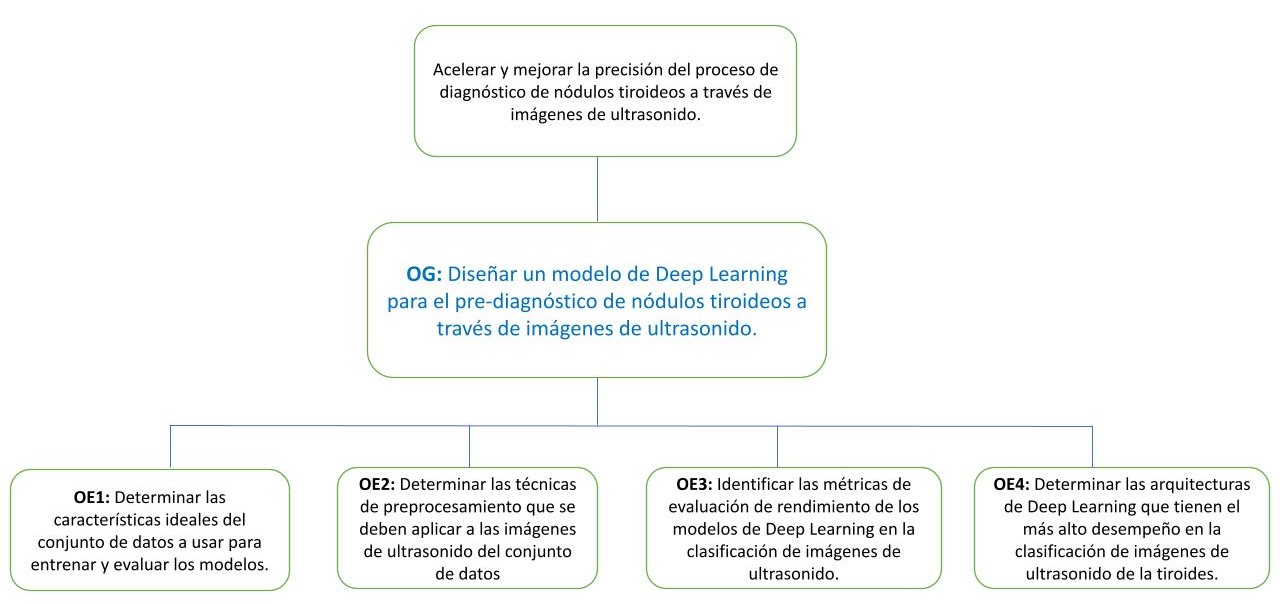 Acelerar y mejorar la precisión del proceso de
diagnóstico de nódulos tiroideos a través de
imágenes de ultrasonido.
OG: Diseñar un modelo de Deep Learning
para el pre-diagnóstico de nódulos tiroideos a
través de imágenes de ultrasonido.
OE1: Determinar las
características ideales del
conjunto de datos a usar para
entrenar y evaluar los modelos.
OE2: Determinar las técnicas
de preprocesamiento que se
deben aplicar a las imágenes
de ultrasonido del conjunto
de datos
OE3: Identificar las métricas de
evaluación de rendimiento de los
modelos de Deep Learning en la
clasificación de imágenes de
ultrasonido.
OE4: Determinar las arquitecturas
de Deep Learning que tienen el
más alto desempeño en la
clasificación de imágenes de
ultrasonido de la tiroides.